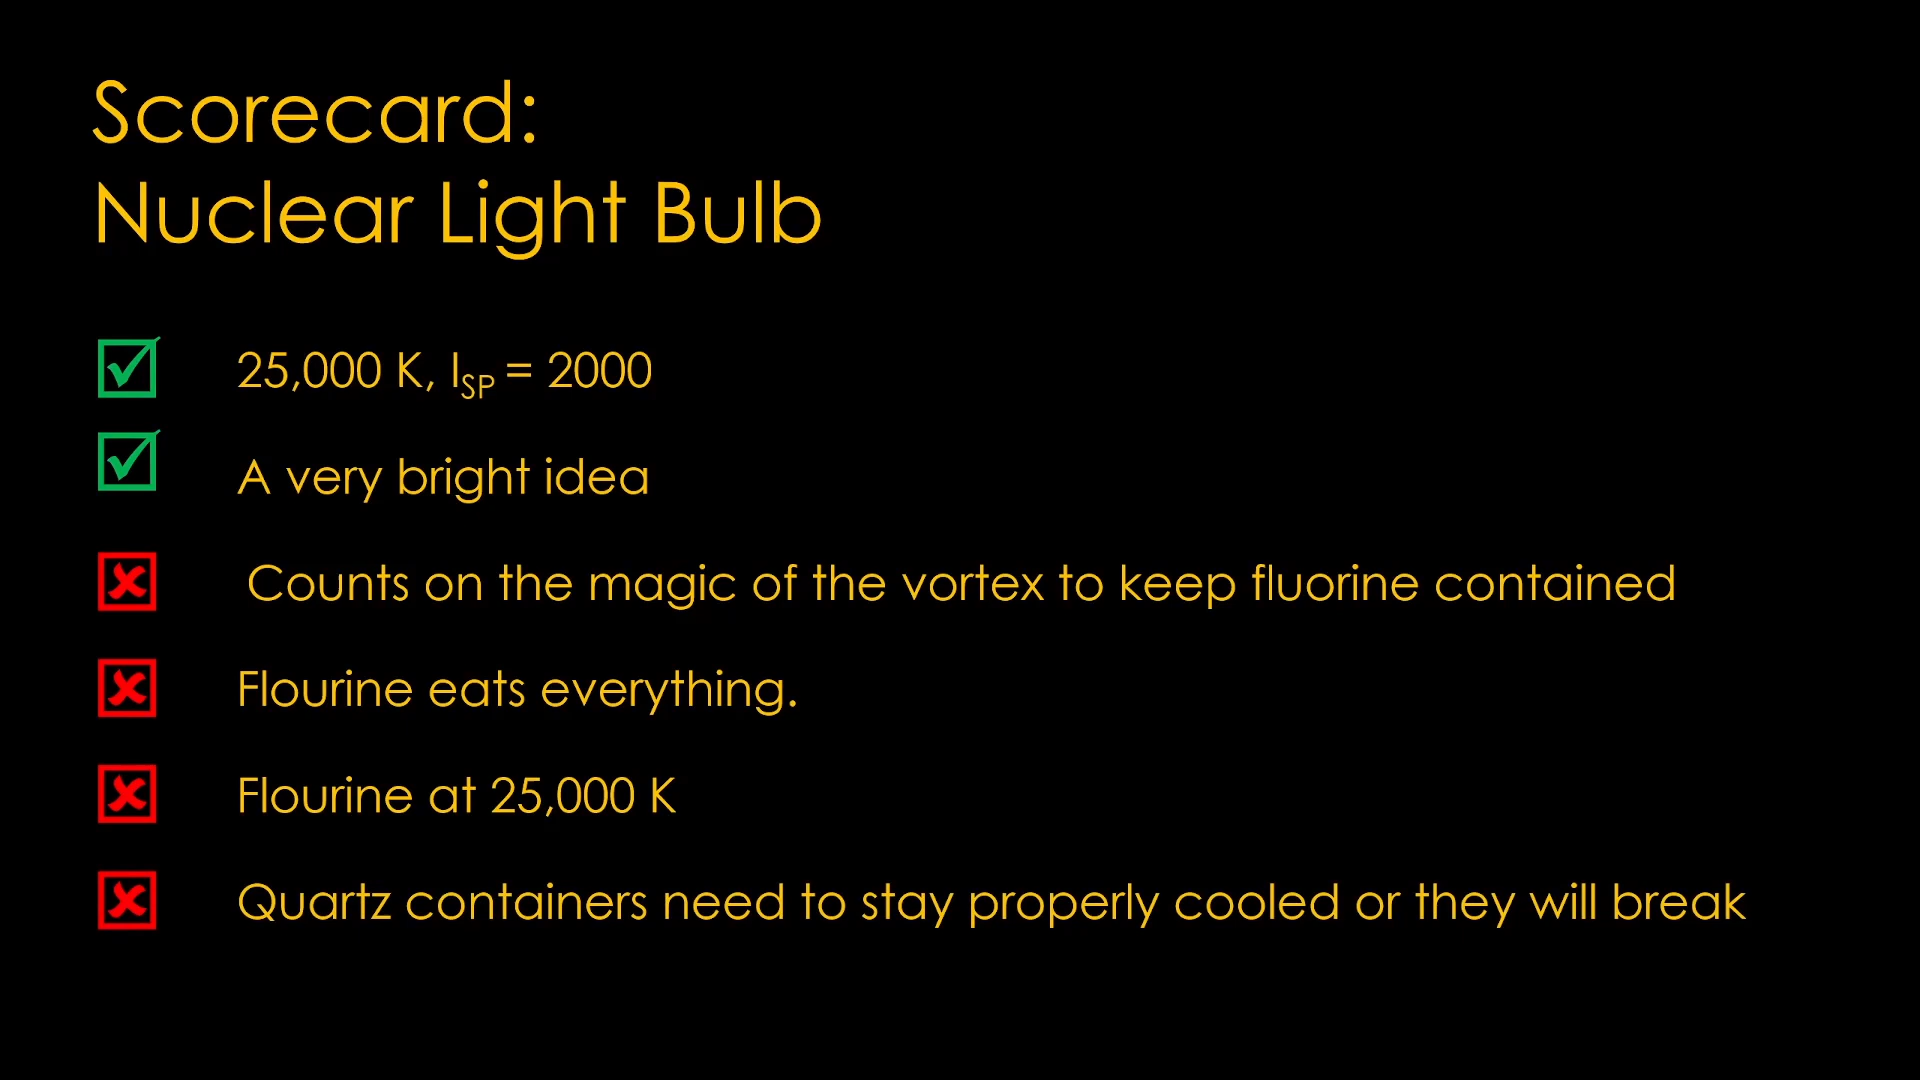 Scorecard:
Nuclear Light Bulb
25,000 K, ISP = 2000
A very bright idea
Counts on the magic of the vortex to keep fluorine contained
Flourine eats everything.
Flourine at 25,000 K
Quartz containers need to stay properly cooled or they will break